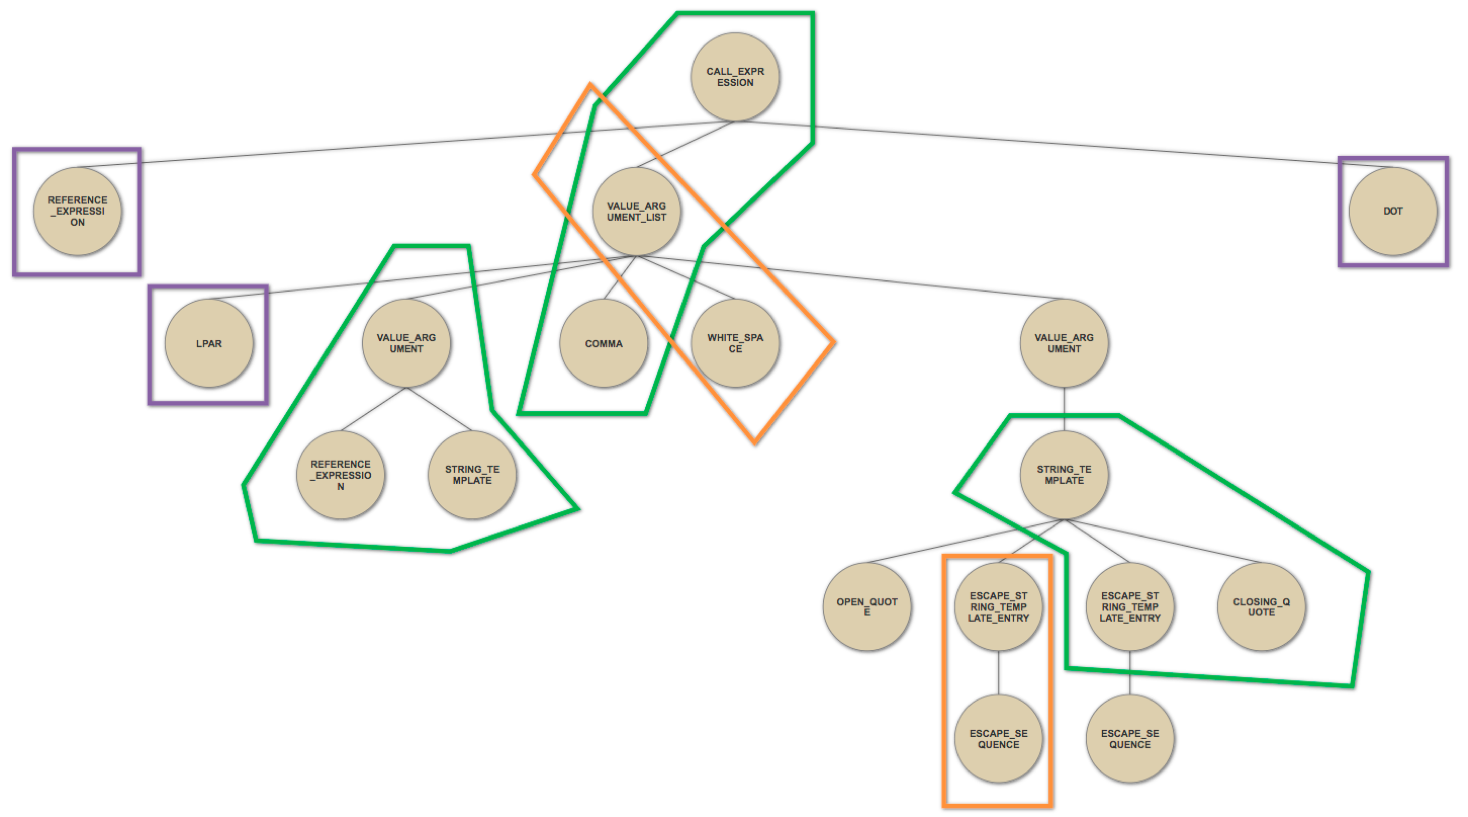 CALL_EXPR
ESSION
REFERENCE
_EXPRESSI
ON
VALUE_ARG
UMENT_LIST
DOT
LPAR
VALUE_ARG
UMENT
COMMA
WHITE_SPA
CE
VALUE_ARG
UMENT
REFERENCE
_EXPRESSIO
N
STRING_TE
MPLATE
STRING_TE
MPLATE
OPEN_QUOT
E
ESCAPE_ST
RING_TEMP
LATE_ENTRY
ESCAPE_ST
RING_TEMP
LATE_ENTRY
CLOSING_Q
UOTE
ESCAPE_SE
QUENCE
ESCAPE_SE
QUENCE